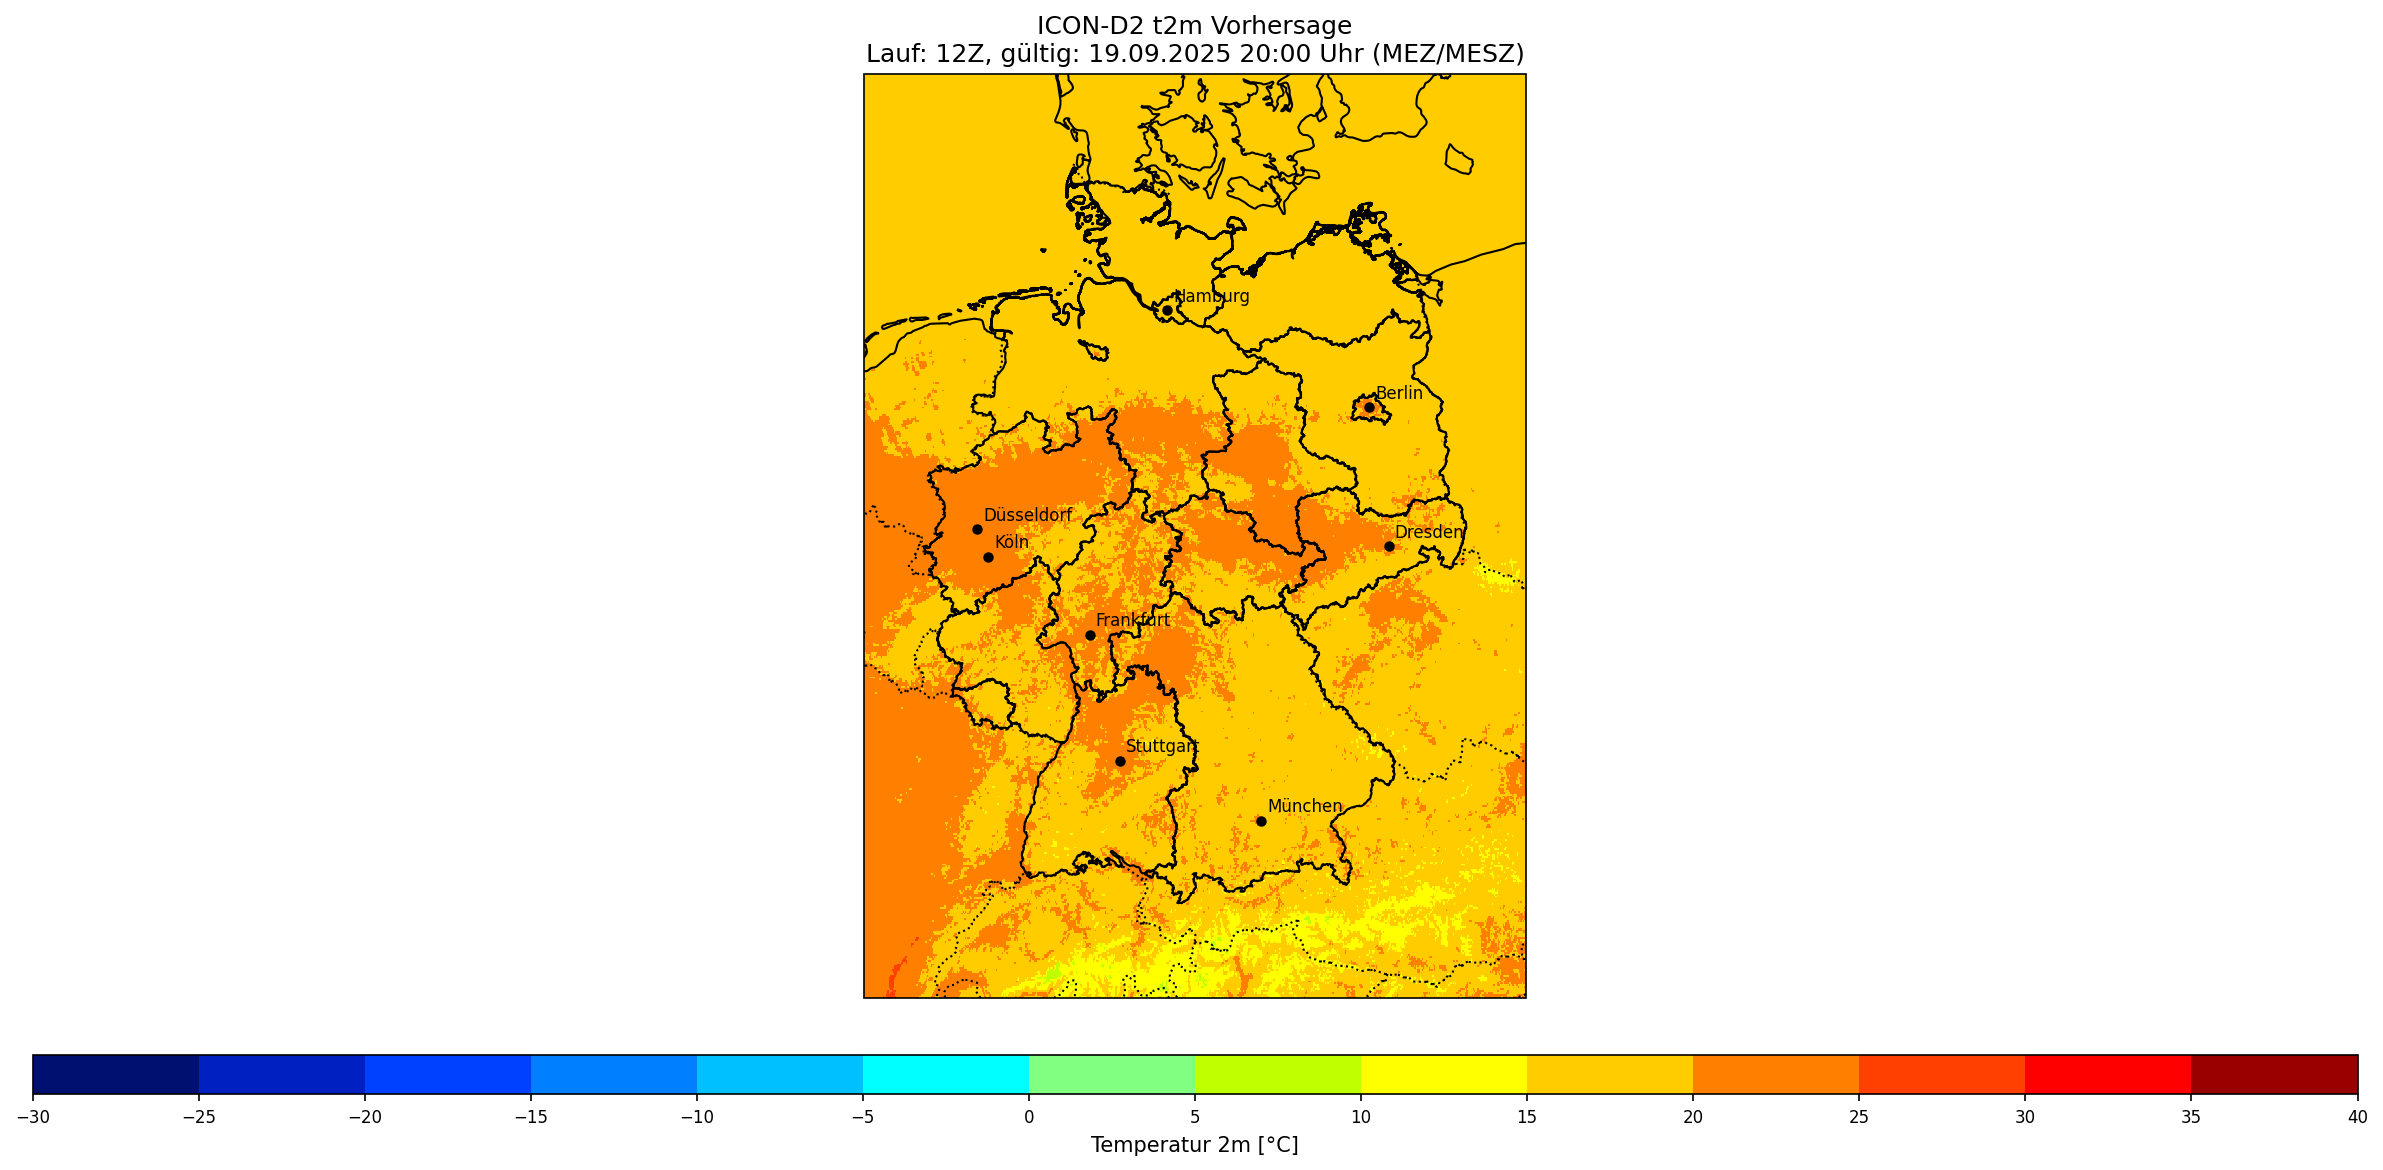 ICON-D2 t2m Vorhersage
Lauf: 12Z, gültig: 19.09.2025 20:00 Uhr (MEZ/MESZ)
Hamburg
Berlin
Düsseldorf
Dresden
Köln
Frankfurt
Stuttgart
München
−30 −25 −20 −15 −10 −5 0 5 10 15 20 25 30 35 40
Temperatur 2m [°C]